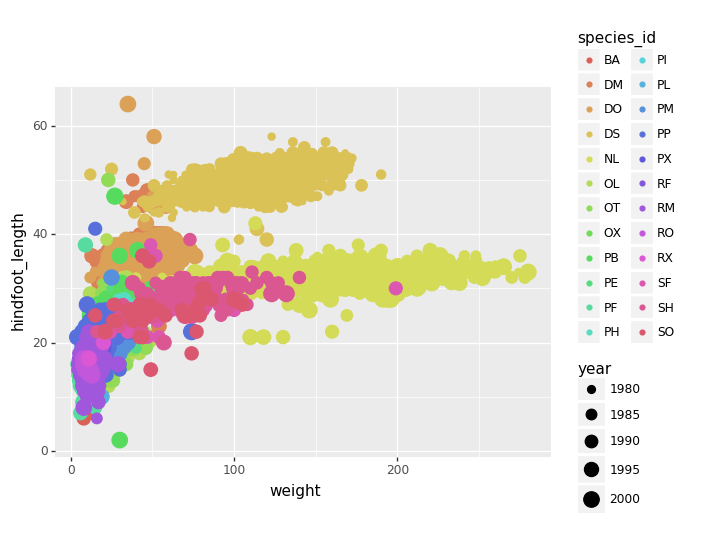 species_id
BA PI
DM PL
DO PM
DS PP
NL PX
OL RF
OT RM
OX RO
PB RX
PE SF
PF SH
PH SO
year
1980
1985
1990
1995
2000
hindfoot_length
60
40
20
0
0 100 200
weight